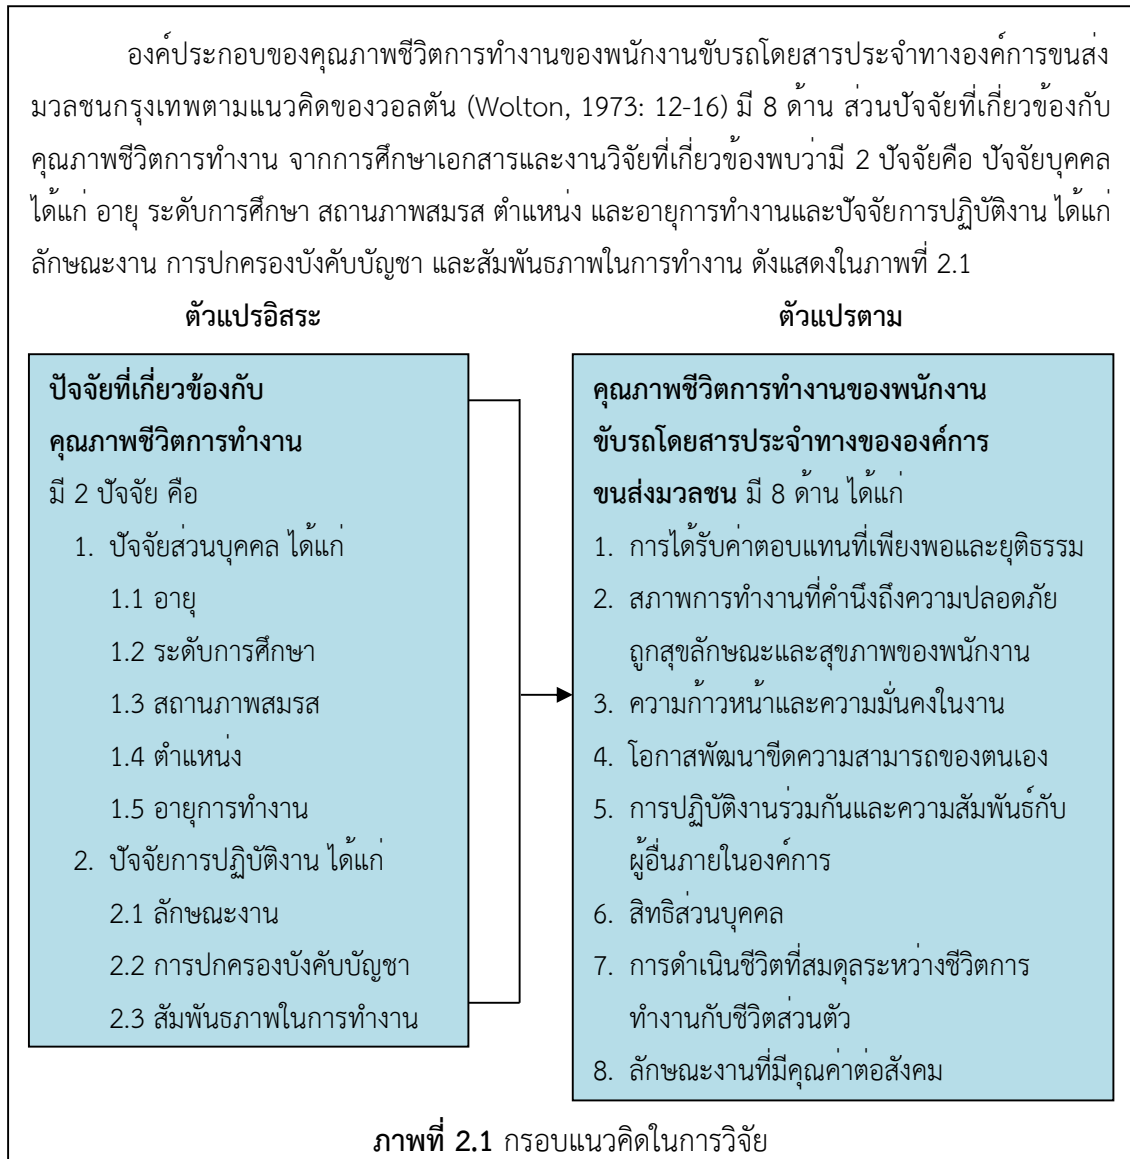 องค์ประกอบของคุณภาพชีวิตการทำงานของพนักงานขับรถโดยสารประจำทางองค์การขนส่ง
มวลชนกรุงเทพตามแนวคิดของวอลตัน (Wolton, 1973: 12-16) มี 8 ด้าน ส่วนปัจจัยที่เกี่ยวข้องกับ
คุณภาพชีวิตการทำงาน จากการศึกษาเอกสารและงานวิจัยที่เกี่ยวข้องพบว่ามี 2 ปัจจัยคือ ปัจจัยบุคคล
ได้แก่ อายุ ระดับการศึกษา สถานภาพสมรส ตำแหน่ง และอายุการทำงานและปัจจัยการปฏิบัติงาน ได้แก่
ลักษณะงาน การปกครองบังคับบัญชา และสัมพันธภาพในการทำงาน ดังแสดงในภาพที่ 2.1
ตัวแปรอิสระ
ปัจจัยที่เกี่ยวข้องกับ
คุณภาพชีวิตการทำงาน
มี 2 ปัจจัย คือ
1. ปัจจัยส่วนบุคคล ได้แก่
1.1 อายุ
1.2 ระดับการศึกษา
1.3 สถานภาพสมรส
1.4 ตำแหน่ง
1.5 อายุการทำงาน
2. ปัจจัยการปฏิบัติงาน ได้แก่
2.1 ลักษณะงาน
2.2 การปกครองบังคับบัญชา
2.3 สัมพันธภาพในการทำงาน
ตัวแปรตาม
คุณภาพชีวิตการทำงานของพนักงาน
ขับรถโดยสารประจำทางขององค์การ
ขนส่งมวลชน มี 8 ด้าน ได้แก่
1. การได้รับค่าตอบแทนที่เพียงพอและยุติธรรม
2. สภาพการทำงานที่คำนึงถึงความปลอดภัย
ถูกสุขลักษณะและสุขภาพของพนักงาน
3. ความก้าวหน้าและความมั่นคงในงาน
4. โอกาสพัฒนาขีดความสามารถของตนเอง
5. การปฏิบัติงานร่วมกันและความสัมพันธ์กับ
ผู้อื่นภายในองค์การ
6. สิทธิส่วนบุคคล
7. การดำเนินชีวิตที่สมดุลระหว่างชีวิตการ
ทำงานกับชีวิตส่วนตัว
8. ลักษณะงานที่มีคุณค่าต่อสังคม
ภาพที่ 2.1 กรอบแนวคิดในการวิจัย